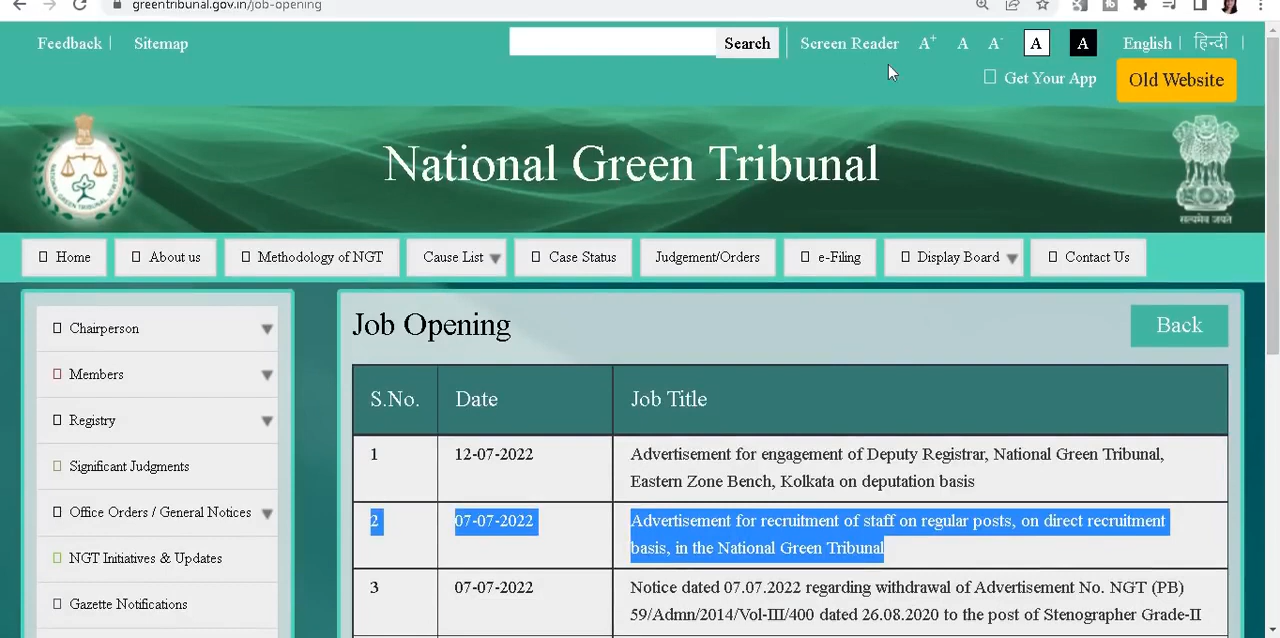 greentribunal.gov.in/job-opening
Feedback | Sitemap
Search
Screen Reader A+ A A- A A English | हिन्दी |
Get Your App
Old Website
National Green Tribunal
सत्यमेव जयते
Home About us Methodology of NGT Cause List Case Status Judgement/Orders e-Filing Display Board Contact Us
Chairperson
Members
Registry
Significant Judgments
Office Orders / General Notices
NGT Initiatives & Updates
Gazette Notifications
Job Opening
Back
S.No. Date Job Title
1 12-07-2022 Advertisement for engagement of Deputy Registrar, National Green Tribunal,
Eastern Zone Bench, Kolkata on deputation basis
2 07-07-2022 Advertisement for recruitment of staff on regular posts, on direct recruitment
basis, in the National Green Tribunal
3 07-07-2022 Notice dated 07.07.2022 regarding withdrawal of Advertisement No. NGT (PB)
59/Admn/2014/Vol-III/400 dated 26.08.2020 to the post of Stenographer Grade-II